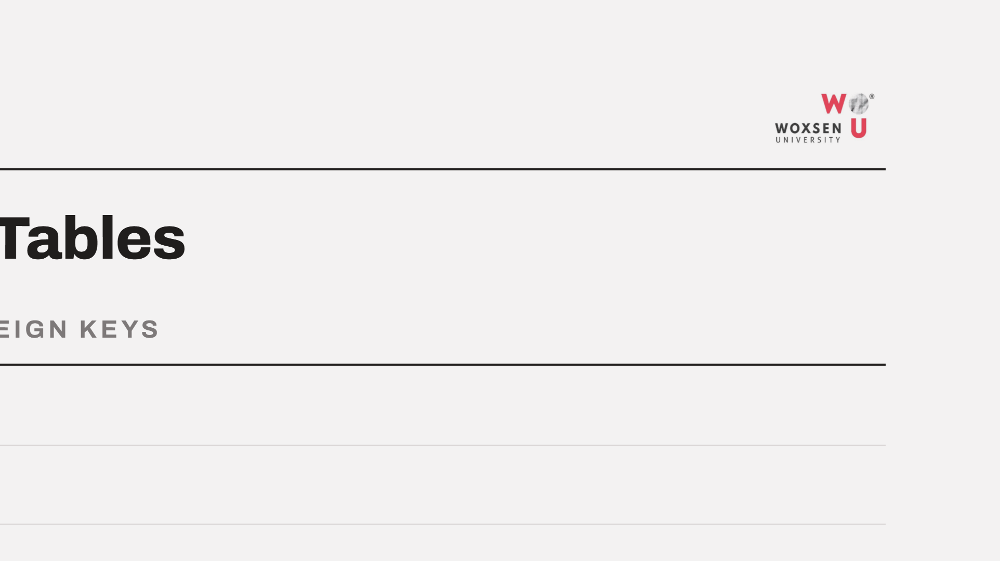 W ®
WOXSEN U
UNIVERSITY
Tables
EIGN KEYS